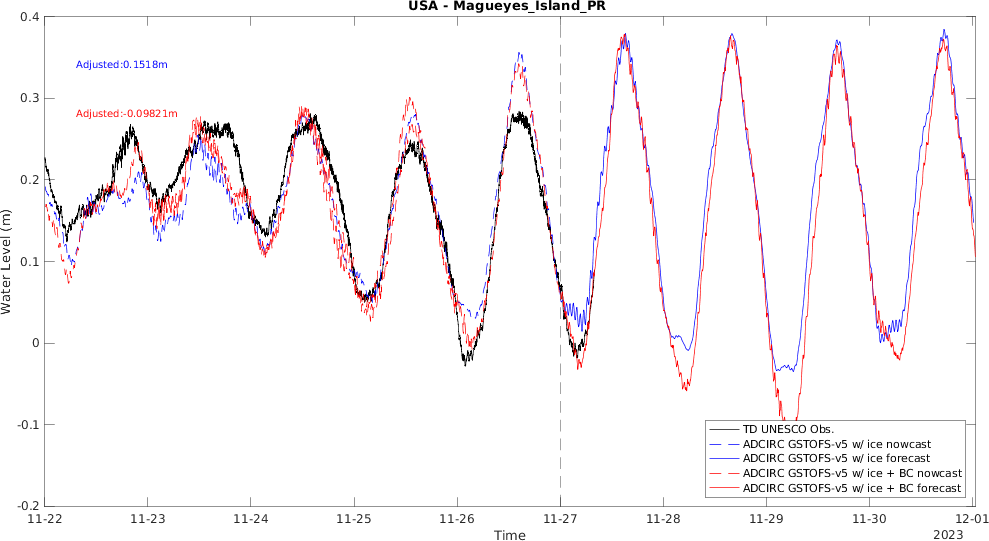 USA - Magueyes_Island_PR
0.4
0.3
0.2
0.1
0
-0.1
-0.2
Water Level (m)
Adjusted:0.1518m
Adjusted:-0.09821m
TD UNESCO Obs.
ADCIRC GSTOFS-v5 w/ ice nowcast
ADCIRC GSTOFS-v5 w/ ice forecast
ADCIRC GSTOFS-v5 w/ ice + BC nowcast
ADCIRC GSTOFS-v5 w/ ice + BC forecast
11-22 11-23 11-24 11-25 11-26 11-27 11-28 11-29 11-30 12-01
Time
2023